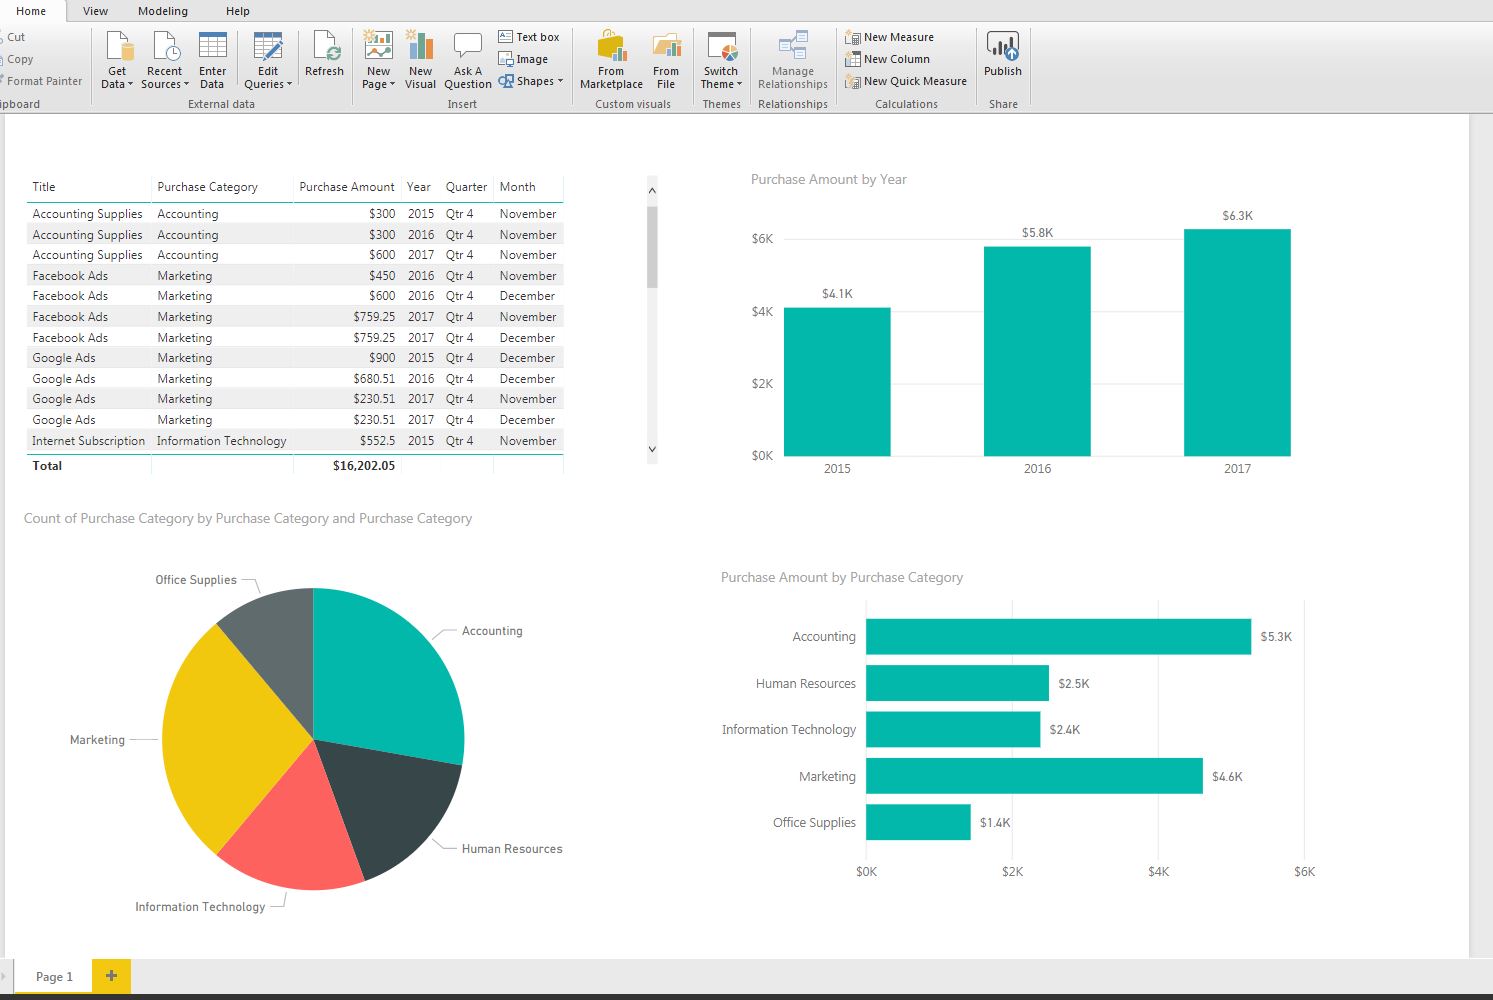 Home View Modeling Help
Cut
Copy
Format Painter
Get Data
Recent Sources
Enter Data
Edit Queries
Refresh
New Page
New Visual
Ask A Question
Text box
Image
Shapes
From Marketplace
From File
Switch Theme
Manage Relationships
New Measure
New Column
New Quick Measure
Publish
ipboard External data Insert Custom visuals Themes Relationships Calculations Share
Title Purchase Category Purchase Amount Year Quarter Month
Accounting Supplies Accounting $300 2015 Qtr 4 November
Accounting Supplies Accounting $300 2016 Qtr 4 November
Accounting Supplies Accounting $600 2017 Qtr 4 November
Facebook Ads Marketing $450 2016 Qtr 4 November
Facebook Ads Marketing $600 2016 Qtr 4 December
Facebook Ads Marketing $759.25 2017 Qtr 4 November
Facebook Ads Marketing $759.25 2017 Qtr 4 December
Google Ads Marketing $900 2015 Qtr 4 December
Google Ads Marketing $680.51 2016 Qtr 4 December
Google Ads Marketing $230.51 2017 Qtr 4 November
Google Ads Marketing $230.51 2017 Qtr 4 December
Internet Subscription Information Technology $552.5 2015 Qtr 4 November
Total $16,202.05
Purchase Amount by Year
$6.3K
$5.8K
$4.1K
$6K
$4K
$2K
$0K
2015 2016 2017
Count of Purchase Category by Purchase Category and Purchase Category
Office Supplies
Accounting
Marketing
Human Resources
Information Technology
Purchase Amount by Purchase Category
Accounting $5.3K
Human Resources $2.5K
Information Technology $2.4K
Marketing $4.6K
Office Supplies $1.4K
$0K $2K $4K $6K
Page 1 +